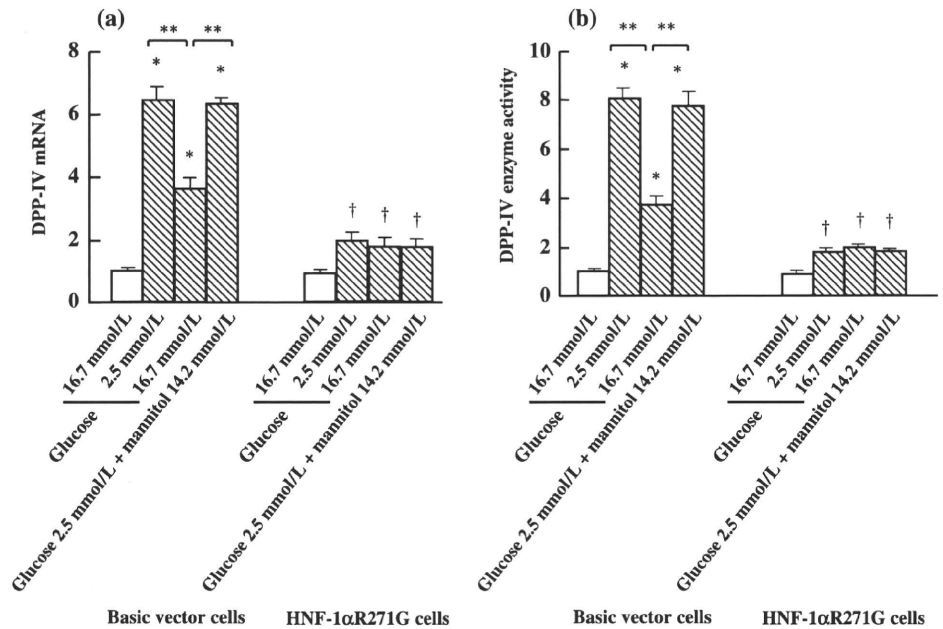 (a)
** **
8
6
4
2
0
DPP-IV mRNA
* * *
† † †
16.7 mmol/L
2.5 mmol/L
16.7 mmol/L
Glucose 2.5 mmol/L + mannitol 14.2 mmol/L
Glucose
16.7 mmol/L
2.5 mmol/L
16.7 mmol/L
Glucose 2.5 mmol/L + mannitol 14.2 mmol/L
Glucose
Basic vector cells
HNF-1αR271G cells
(b)
** **
10
8
6
4
2
0
DPP-IV enzyme activity
* * *
† † †
16.7 mmol/L
2.5 mmol/L
16.7 mmol/L
Glucose 2.5 mmol/L + mannitol 14.2 mmol/L
Glucose
16.7 mmol/L
2.5 mmol/L
16.7 mmol/L
Glucose 2.5 mmol/L + mannitol 14.2 mmol/L
Glucose
Basic vector cells
HNF-1αR271G cells